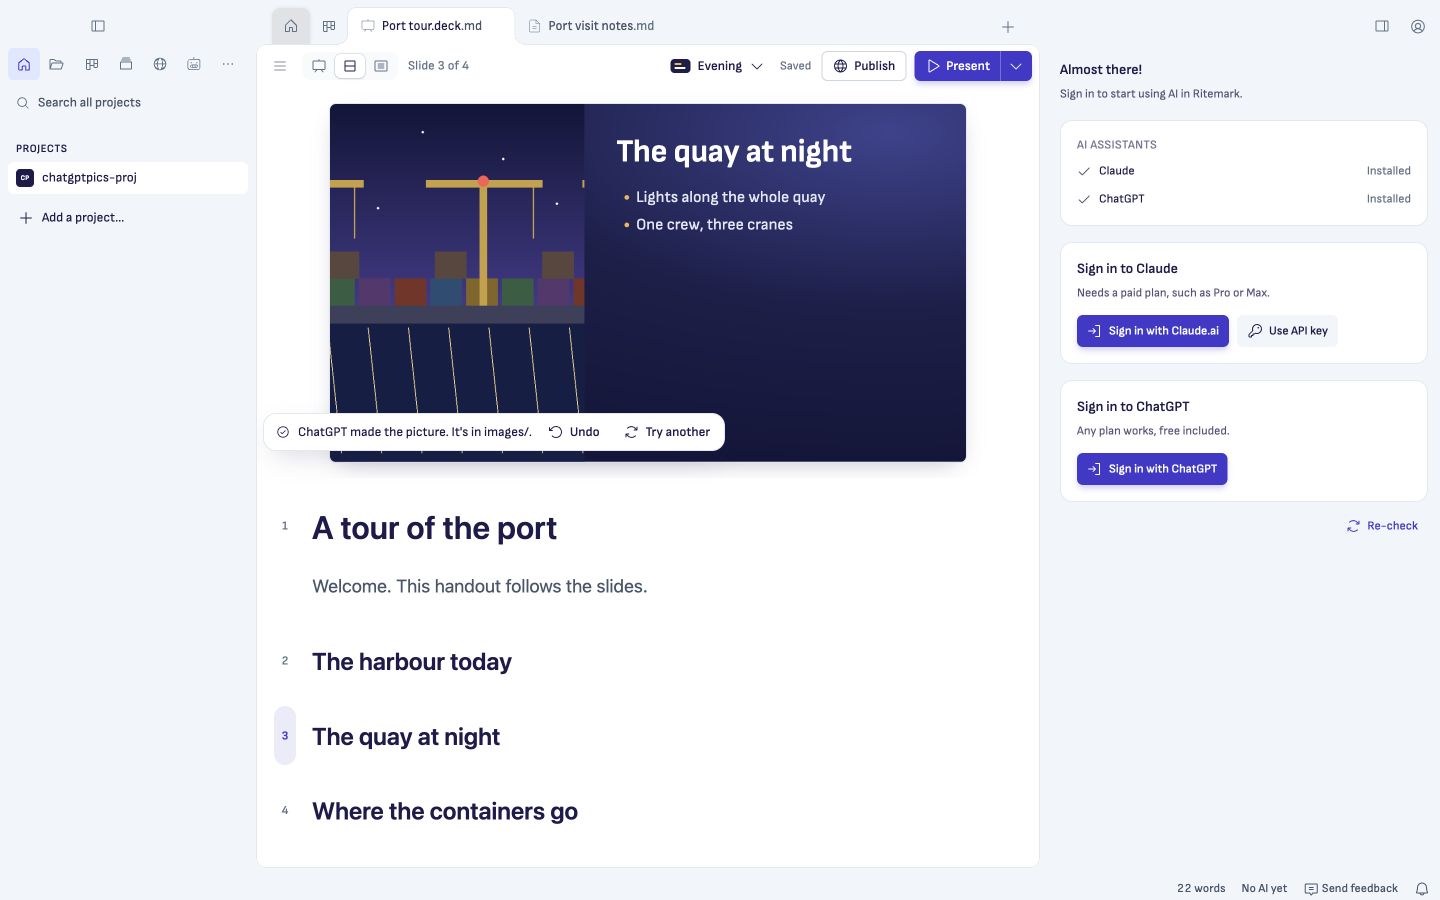 Port tour.deck.md
Port visit notes.md
Search all projects
PROJECTS
CP chatgptpics-proj
Add a project...
Slide 3 of 4
Evening
Saved
Publish
Present
The quay at night
• Lights along the whole quay
• One crew, three cranes
ChatGPT made the picture. It's in images/.
Undo
Try another
1
A tour of the port
Welcome. This handout follows the slides.
2
The harbour today
3
The quay at night
4
Where the containers go
Almost there!
Sign in to start using AI in Ritemark.
AI ASSISTANTS
Claude Installed
ChatGPT Installed
Sign in to Claude
Needs a paid plan, such as Pro or Max.
Sign in with Claude.ai
Use API key
Sign in to ChatGPT
Any plan works, free included.
Sign in with ChatGPT
Re-check
22 words
No AI yet
Send feedback